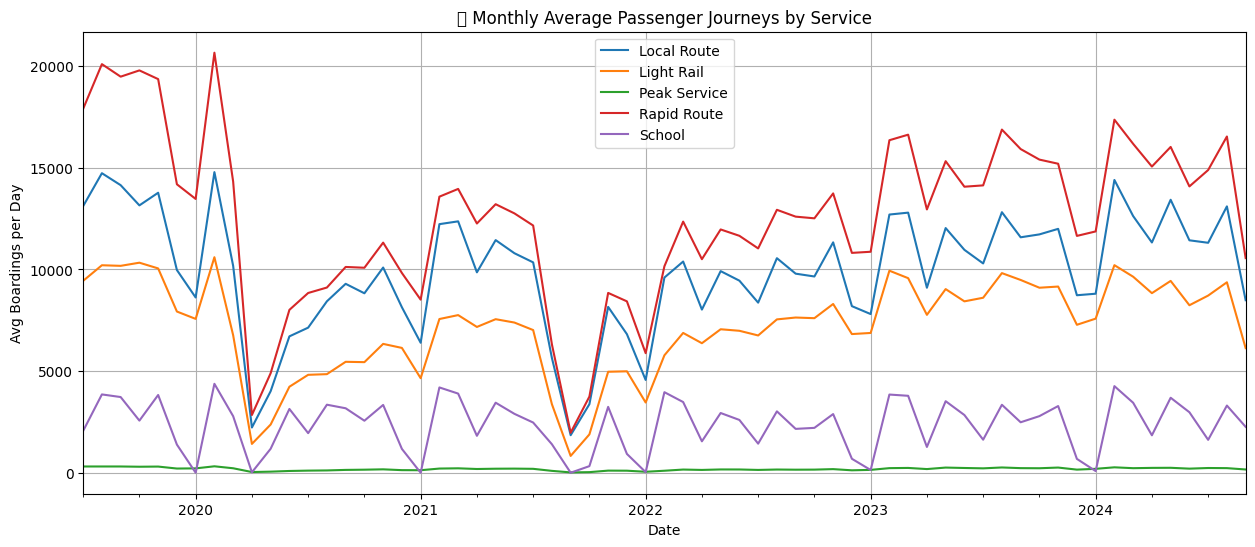 Monthly Average Passenger Journeys by Service
Local Route
Light Rail
Peak Service
Rapid Route
School
Avg Boardings per Day
20000
15000
10000
5000
0
2020
2021
2022
2023
2024
Date